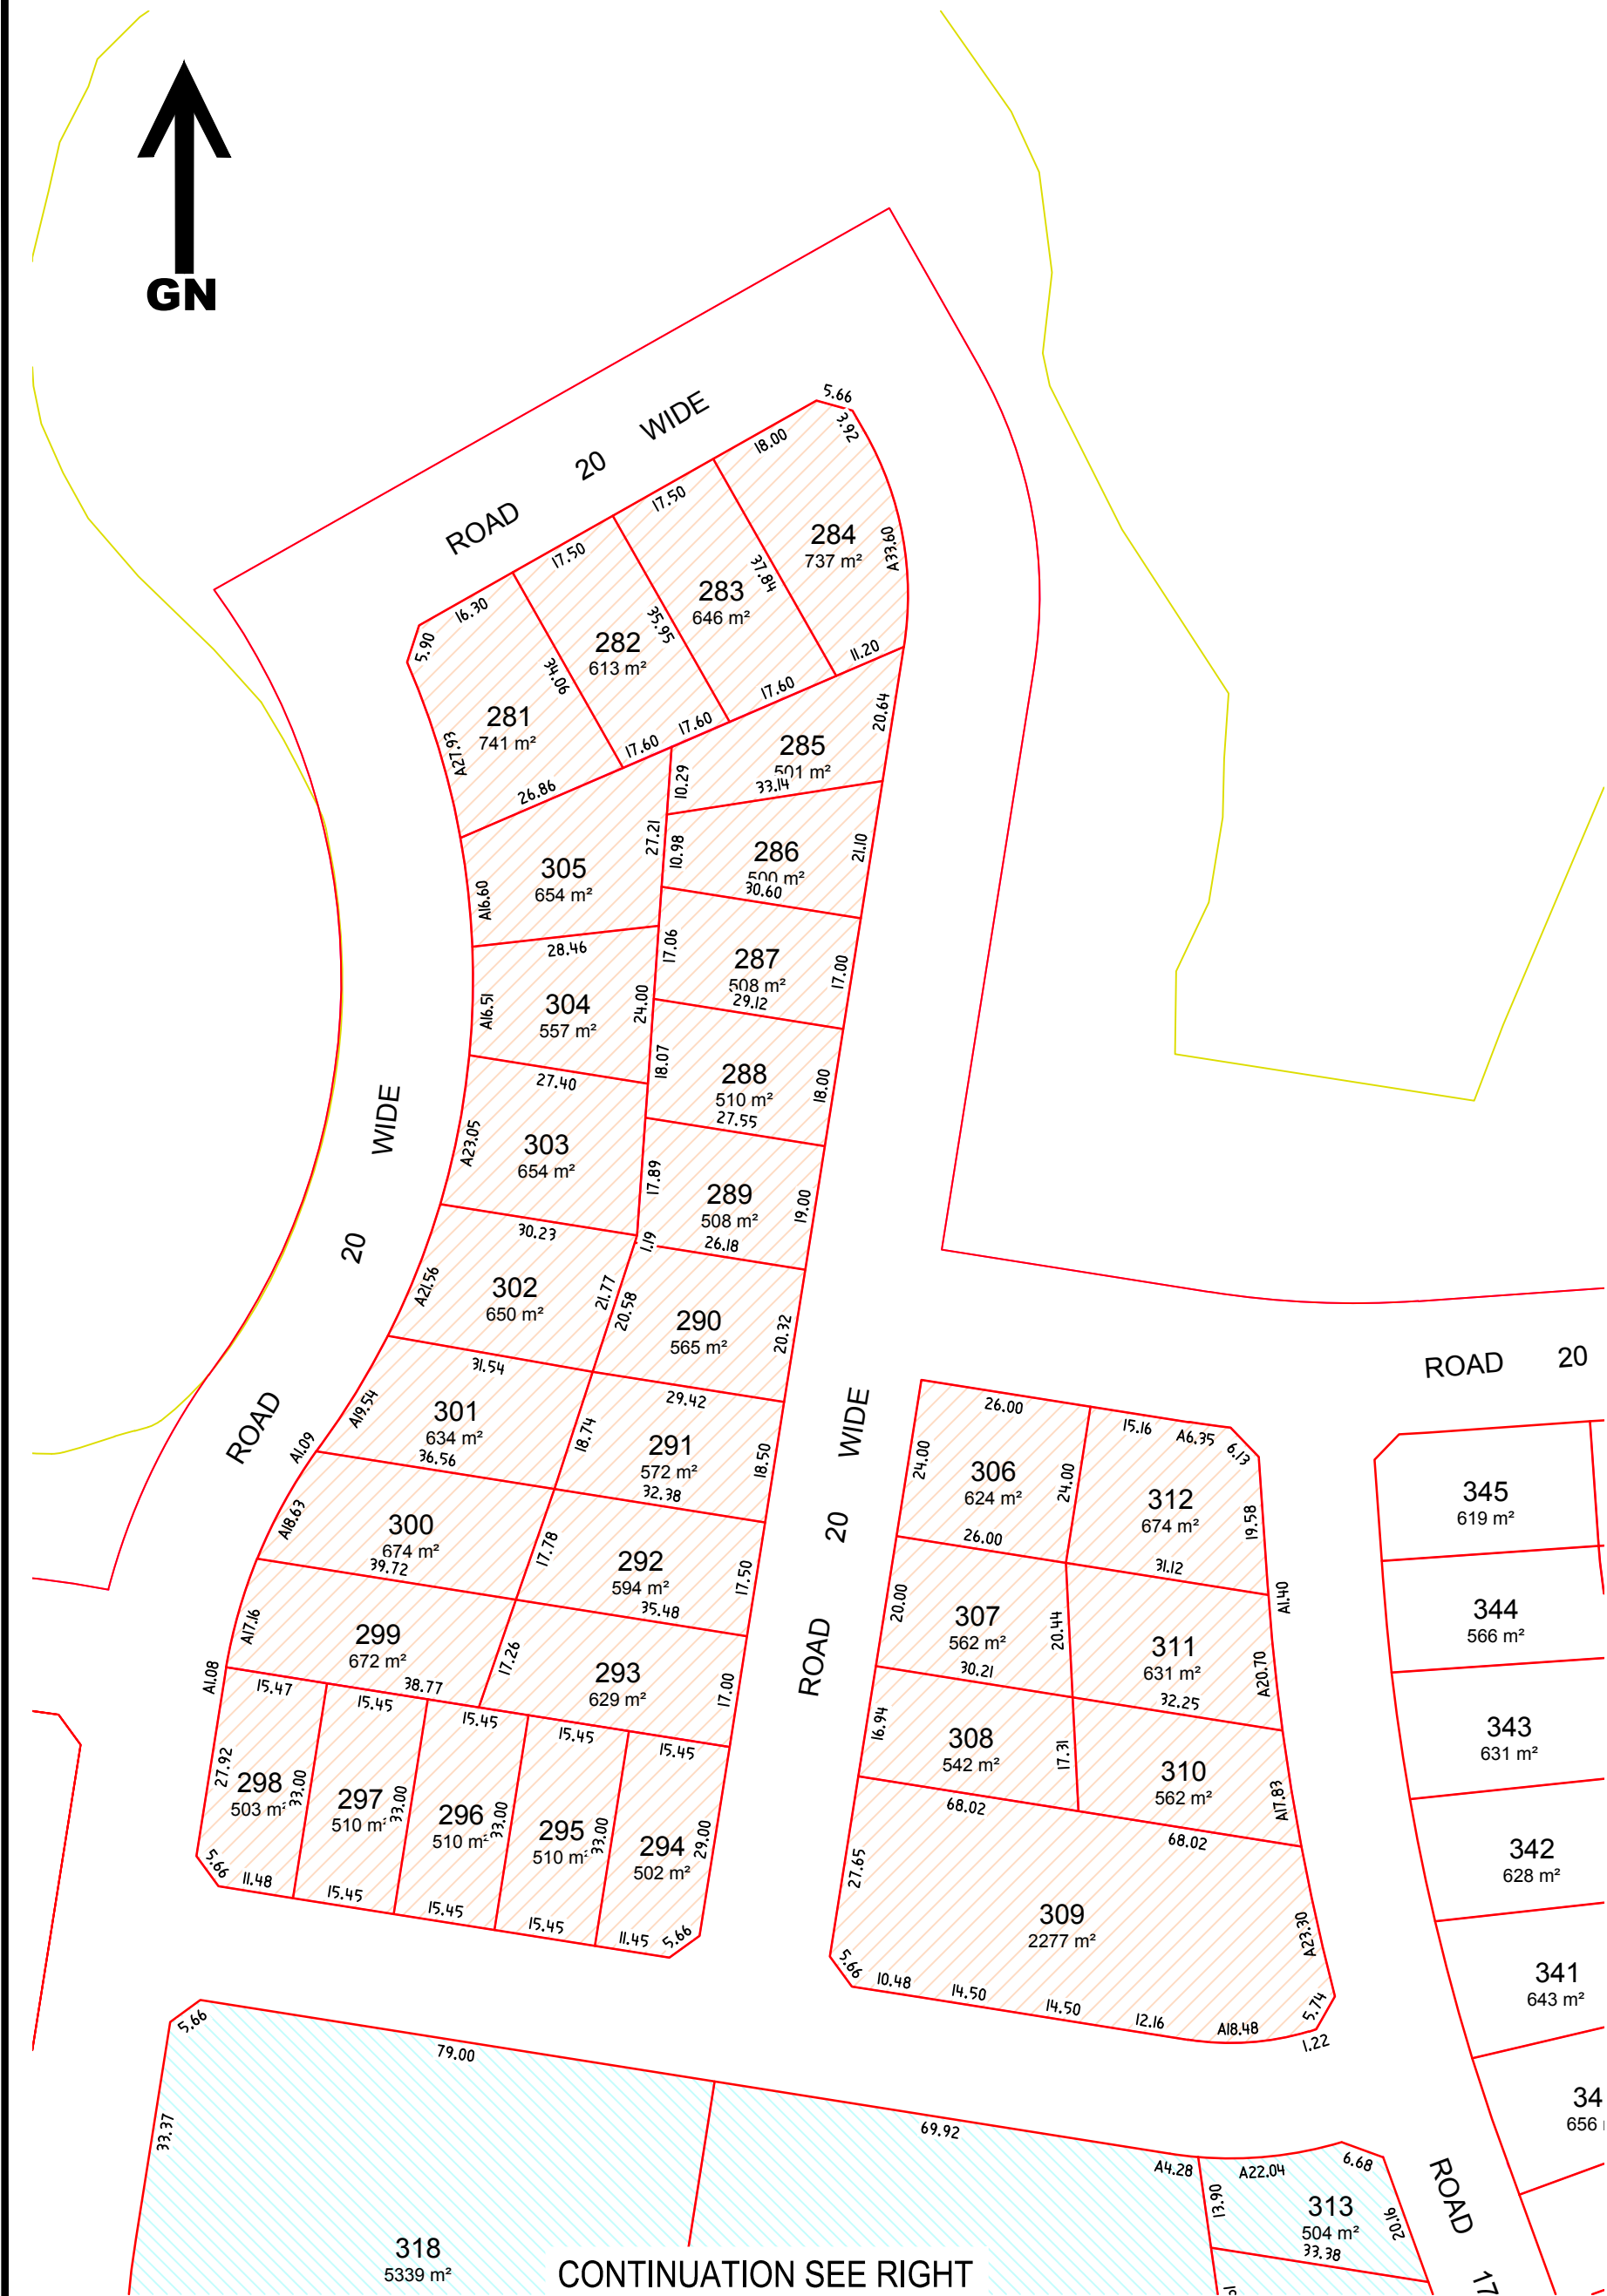 GN
ROAD 20 WIDE
5.66
3.92
18.00
17.50
17.50
16.30
5.90
284
737 m²
A33.60
37.84
283
646 m²
35.95
282
613 m²
34.06
281
741 m²
A27.93
11.20
17.60
17.60
17.60
26.86
20.64
285
501 m²
33.14
10.29
27.21
10.98
286
500 m²
30.60
21.10
305
654 m²
A16.60
28.46
17.06
287
508 m²
29.12
17.00
304
557 m²
A16.51
24.00
27.40
18.07
288
510 m²
27.55
18.00
303
654 m²
A23.05
17.89
30.23
1.19
289
508 m²
26.18
19.00
302
650 m²
A21.56
21.77
20.58
31.54
290
565 m²
20.32
29.42
301
634 m²
36.56
A19.54
A1.09
18.74
291
572 m²
32.38
18.50
300
674 m²
39.72
A18.63
17.78
292
594 m²
35.48
17.50
299
672 m²
38.77
A17.16
A1.08
17.26
293
629 m²
17.00
15.47
15.45
15.45
15.45
15.45
27.92
298
503 m²
33.00
297
510 m²
33.00
296
510 m²
33.00
295
510 m²
33.00
294
502 m²
29.00
5.66
11.48
15.45
15.45
15.45
11.45
5.66
ROAD 20 WIDE
ROAD 20 WIDE
ROAD 20
26.00
15.16
A6.35
6.13
24.00
306
624 m²
24.00
26.00
312
674 m²
19.58
31.12
A1.40
20.00
307
562 m²
30.21
20.44
311
631 m²
32.25
A20.70
16.94
308
542 m²
17.31
310
562 m²
A17.83
68.02
68.02
27.65
309
2277 m²
A23.30
5.66
10.48
14.50
14.50
12.16
A18.48
5.74
1.22
345
619 m²
344
566 m²
343
631 m²
342
628 m²
341
643 m²
34
656
5.66
79.00
33.37
69.92
A4.28
A22.04
6.68
13.90
313
504 m²
33.38
20.16
ROAD 17
318
5339 m²
CONTINUATION SEE RIGHT